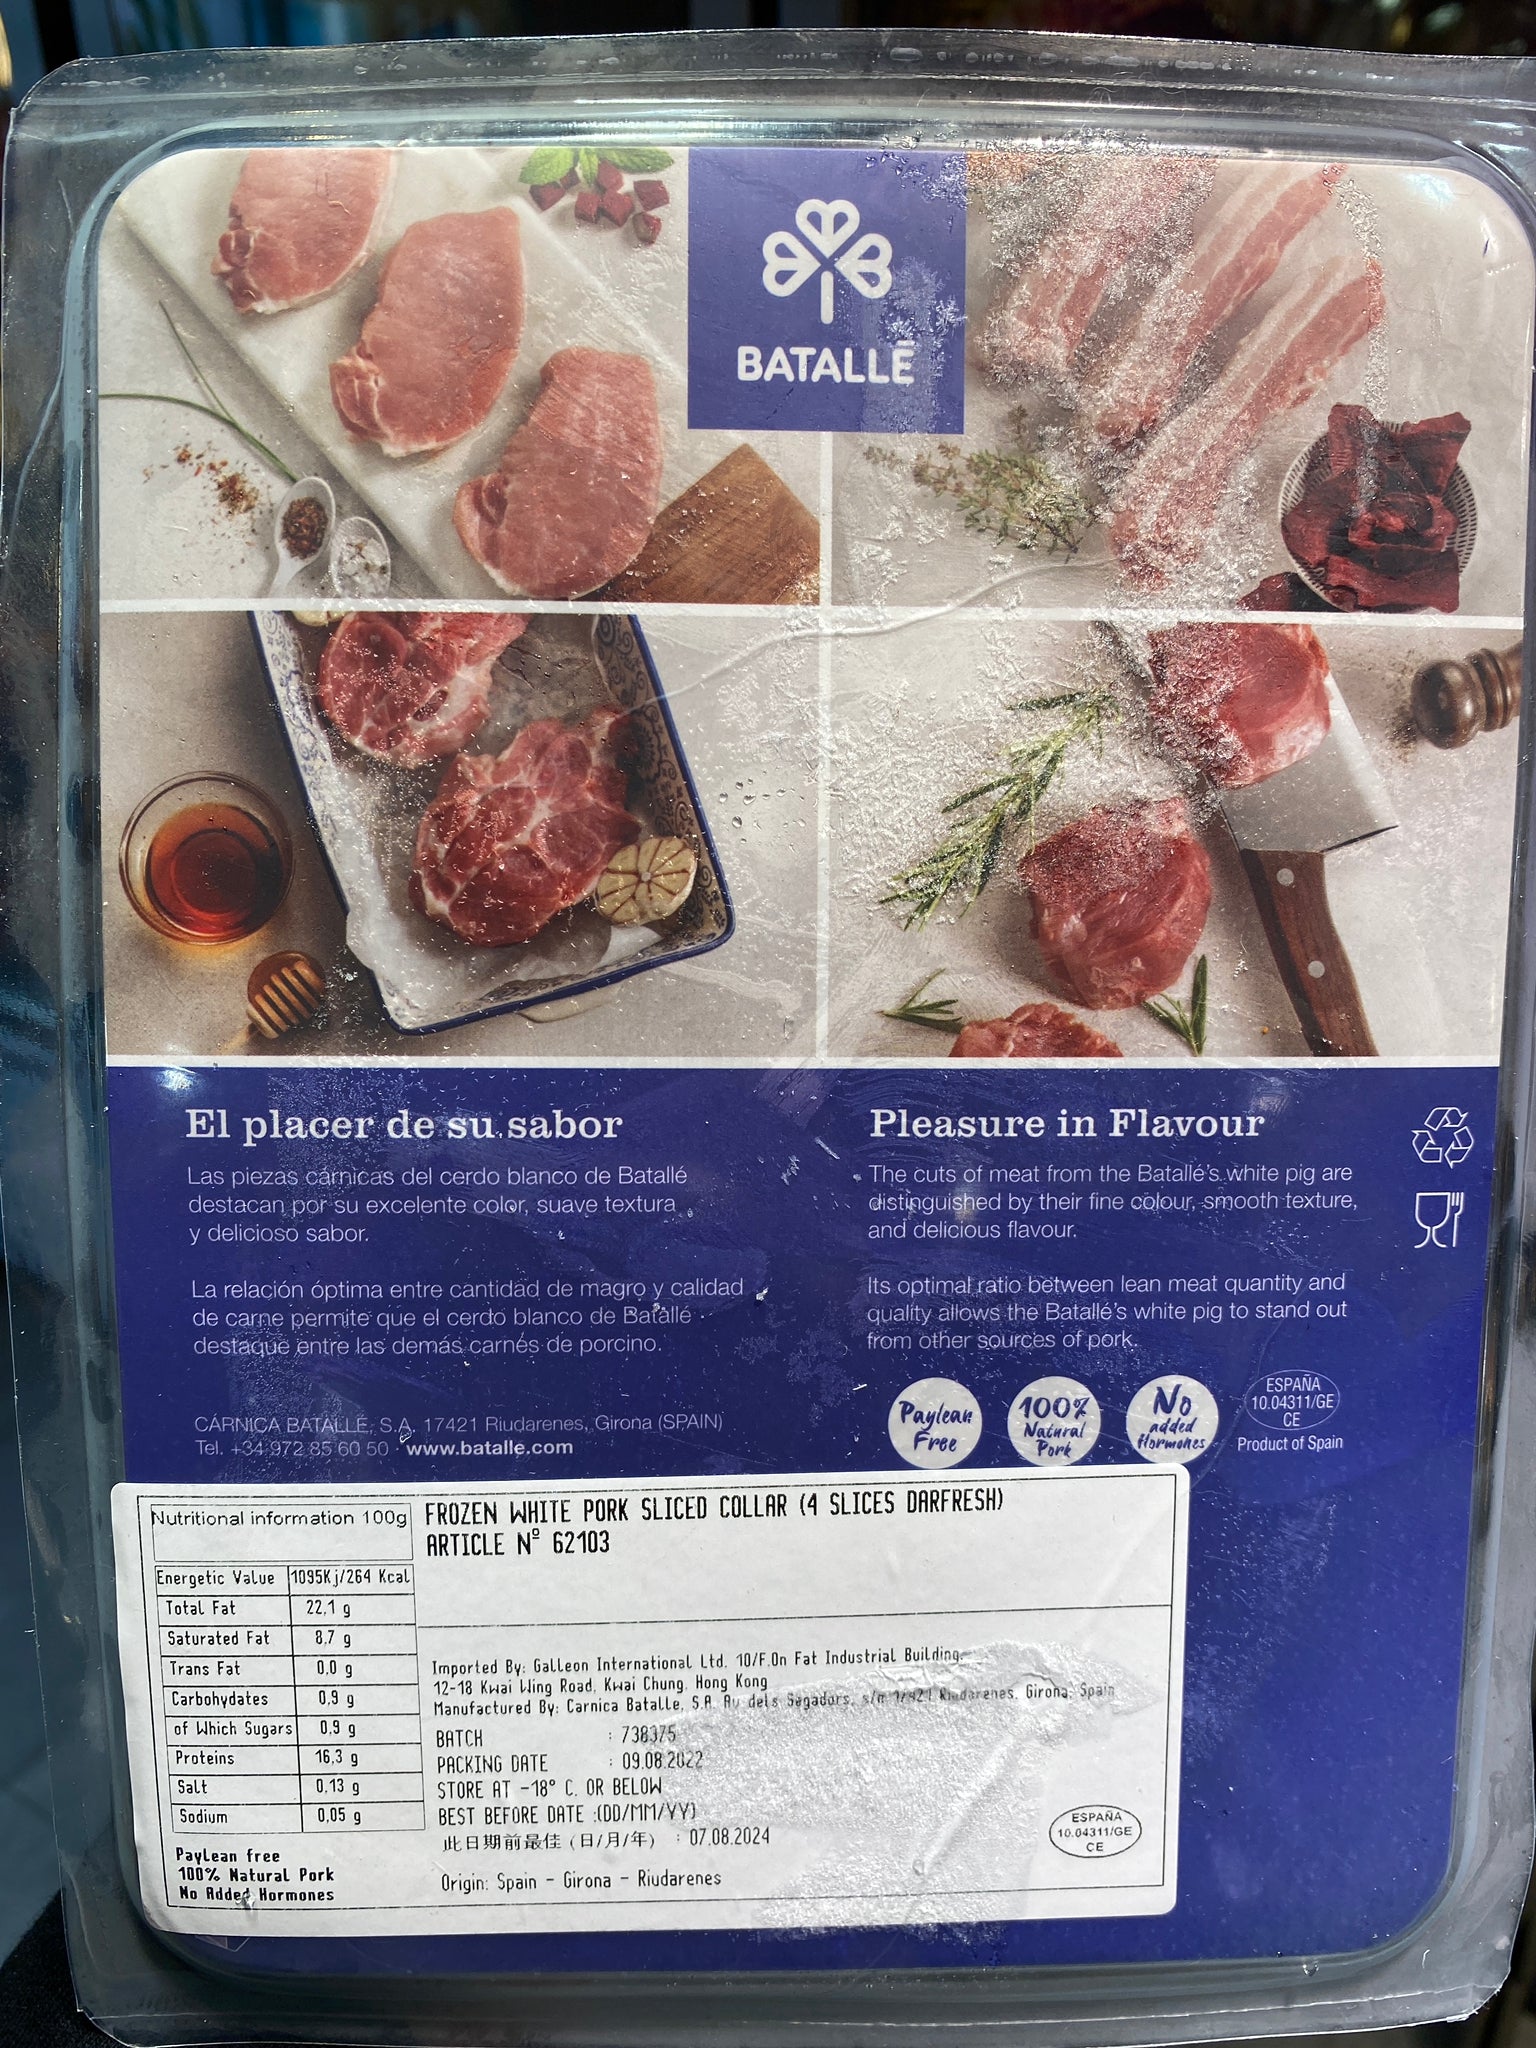 BATALLĒ
El placer de su sabor
Las piezas cárnicas del cerdo blanco de Batallé
destacan por su excelente color, suave textura
y delicioso sabor.
La relación óptima entre cantidad de magro y calidad
de carne permite que el cerdo blanco de Batallé
destaque entre las demás carnes de porcino.
CÁRNICA BATALLÉ, S.A. 17421 Riudarenes, Girona (SPAIN)
Tel. +34 972 85 60 50 · www.batalle.com
Pleasure in Flavour
The cuts of meat from the Batallé's white pig are
distinguished by their fine colour, smooth texture,
and delicious flavour.
Its optimal ratio between lean meat quantity and
quality allows the Batallé's white pig to stand out
from other sources of pork.
Paylean
Free
100%
Natural
Pork
No
added
Hormones
ESPAÑA
10.04311/GE
CE
Product of Spain
Nutritional information 100g
Energetic Value 1095Kj/264 Kcal
Total Fat 22,1 g
Saturated Fat 8,7 g
Trans Fat 0,0 g
Carbohydates 0,9 g
of Which Sugars 0,9 g
Proteins 16,3 g
Salt 0,13 g
Sodium 0,05 g
Paylean free
100% Natural Pork
No Added Hormones
FROZEN WHITE PORK SLICED COLLAR (4 SLICES DARFRESH)
ARTICLE Nº 62103
Imported By: Galleon International Ltd. 10/F,On Fat Industrial Building,
12-18 Kwai Wing Road, Kwai Chung, Hong Kong
Manufactured By: Carnica Batalle, S.A. Av dels Segadors, s/n 17421 Riudarenes. Girona. Spain
BATCH : 738375
PACKING DATE : 09.08.2022
STORE AT -18° C. OR BELOW
BEST BEFORE DATE :(DD/MM/YY)
此日期前最佳 (日/月/年) : 07.08.2024
Origin: Spain - Girona - Riudarenes
ESPAÑA
10.04311/GE
CE